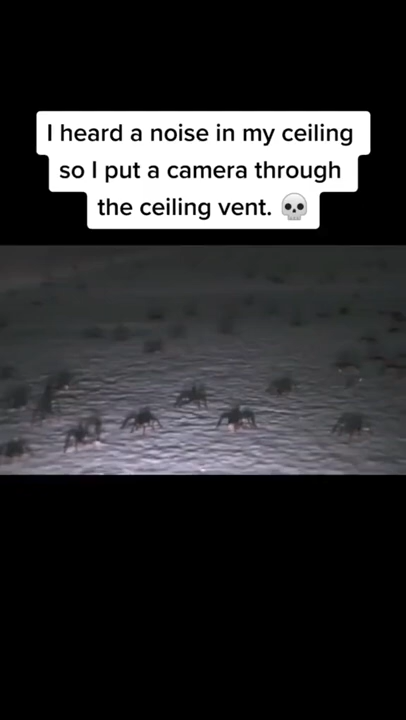 I heard a noise in my ceiling
so I put a camera through
the ceiling vent. 💀